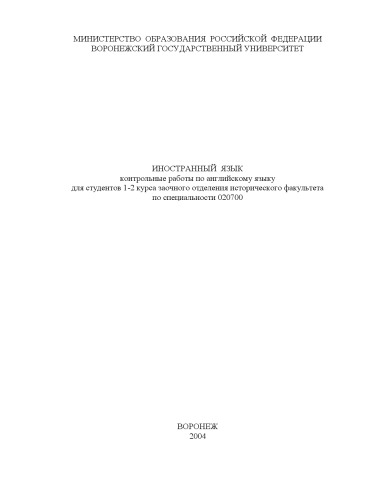 МИНИСТЕРСТВО ОБРАЗОВАНИЯ РОССИЙСКОЙ ФЕДЕРАЦИИ
ВОРОНЕЖСКИЙ ГОСУДАРСТВЕННЫЙ УНИВЕРСИТЕТ
ИНОСТРАННЫЙ ЯЗЫК
контрольные работы по английскому языку
для студентов 1-2 курса заочного отделения исторического факультета
по специальности 020700
ВОРОНЕЖ
2004